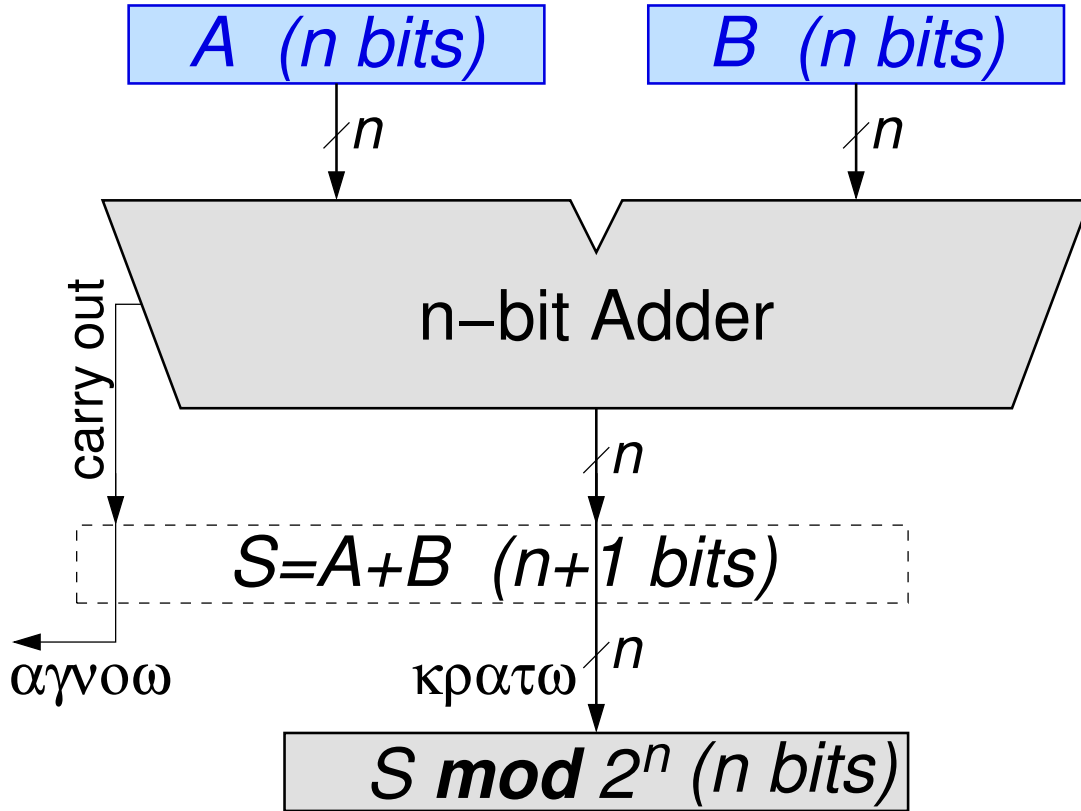 A (n bits)
B (n bits)
n
n
n−bit Adder
carry out
n
S=A+B (n+1 bits)
n
αγνοω
κρατω
S mod 2ⁿ (n bits)